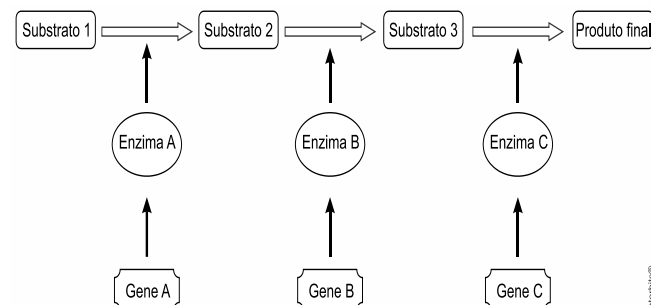 Substrato 1
Substrato 2
Substrato 3
Produto final
Enzima A
Enzima B
Enzima C
Gene A
Gene B
Gene C